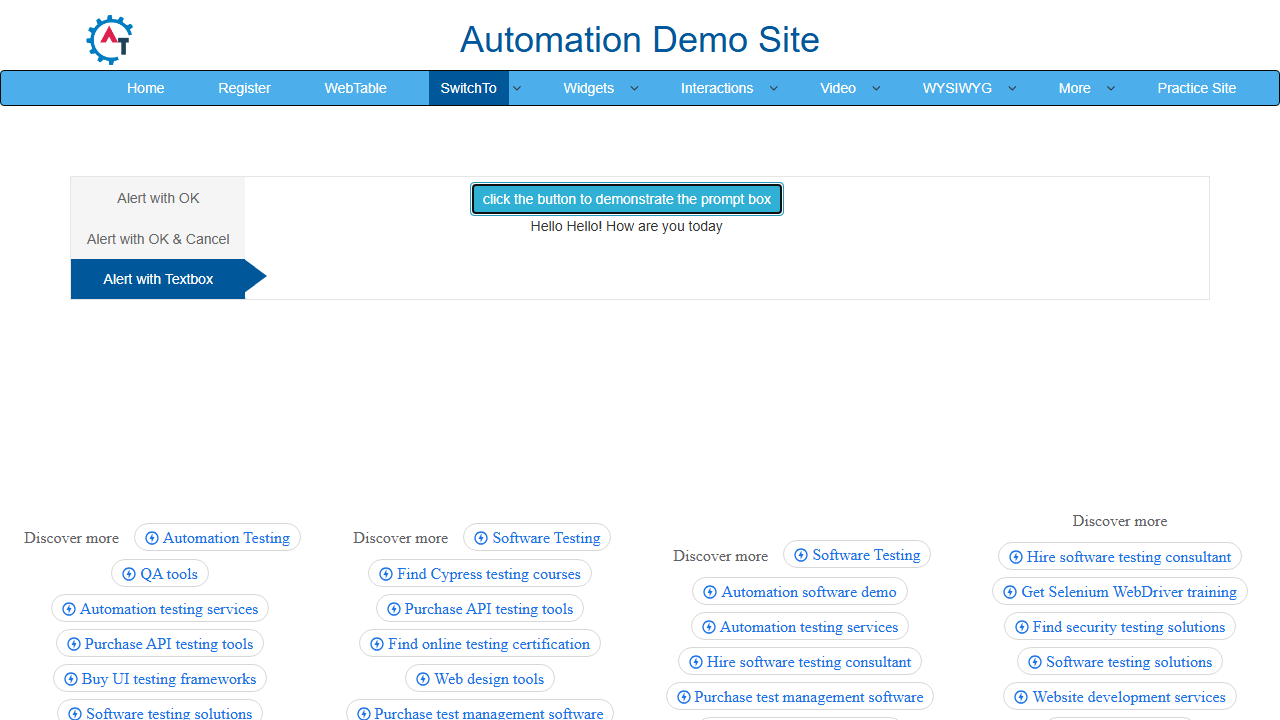 AT
Automation Demo Site
Home Register WebTable SwitchTo Widgets Interactions Video WYSIWYG More Practice Site
Alert with OK
Alert with OK & Cancel
Alert with Textbox
click the button to demonstrate the prompt box
Hello Hello! How are you today
Discover more Automation Testing
QA tools
Automation testing services
Purchase API testing tools
Buy UI testing frameworks
Software testing solutions
Discover more Software Testing
Find Cypress testing courses
Purchase API testing tools
Find online testing certification
Web design tools
Purchase test management software
Discover more Software Testing
Automation software demo
Automation testing services
Hire software testing consultant
Purchase test management software
Discover more
Hire software testing consultant
Get Selenium WebDriver training
Find security testing solutions
Software testing solutions
Website development services